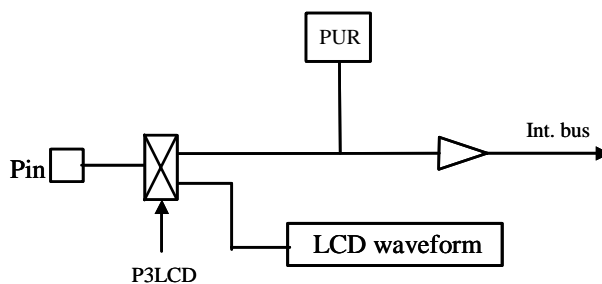 PUR
Int. bus
Pin
LCD waveform
P3LCD